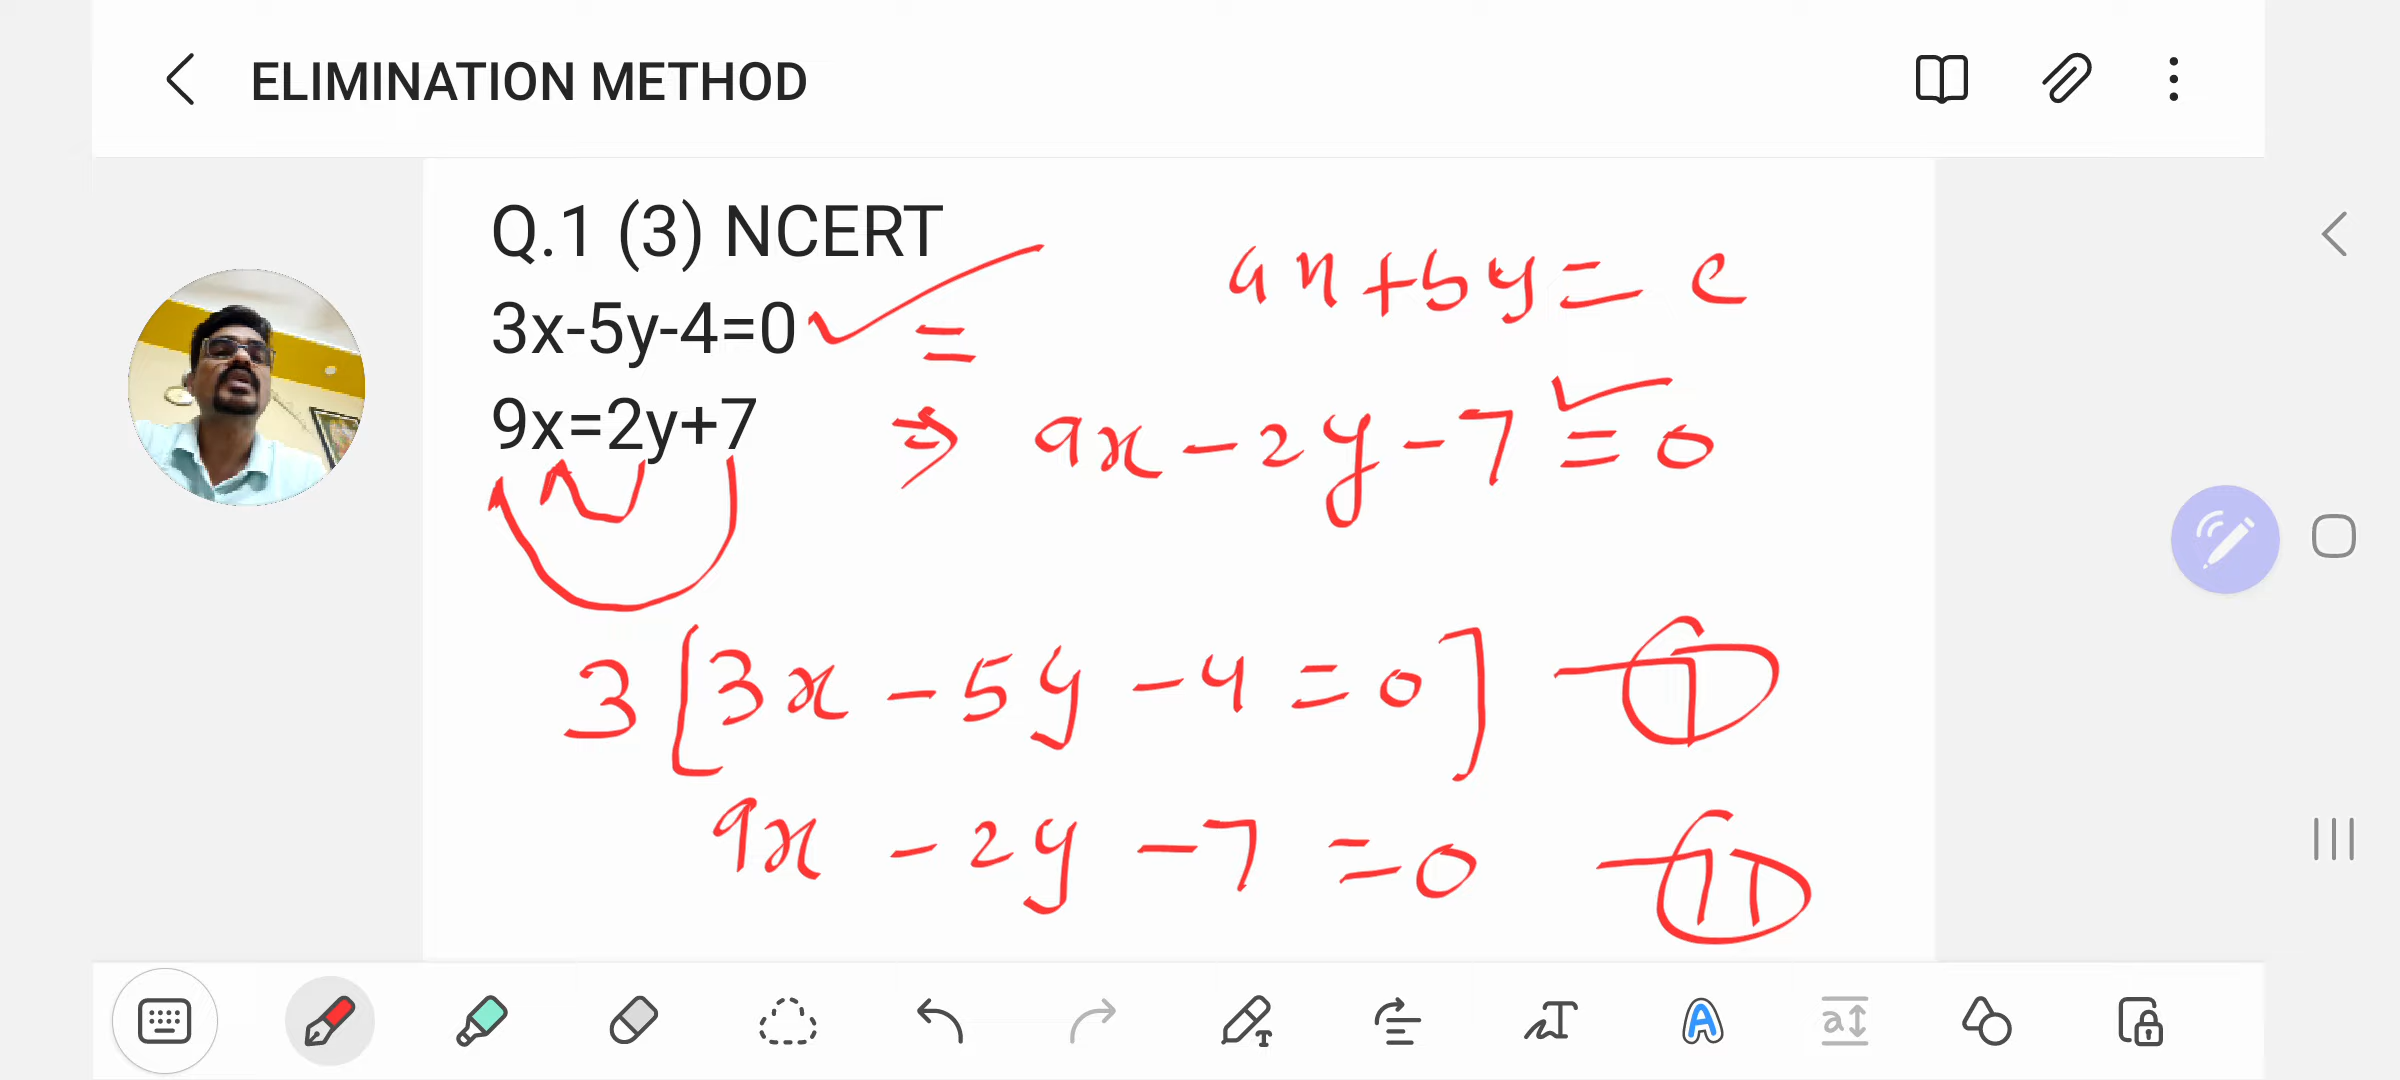 ELIMINATION METHOD
Q.1 (3) NCERT
ax+by= c
3x-5y-4=0 =
9x=2y+7 ⇒ 9x-2y-7=0
3[3x-5y-4=0] - I
9x-2y-7=0 - II